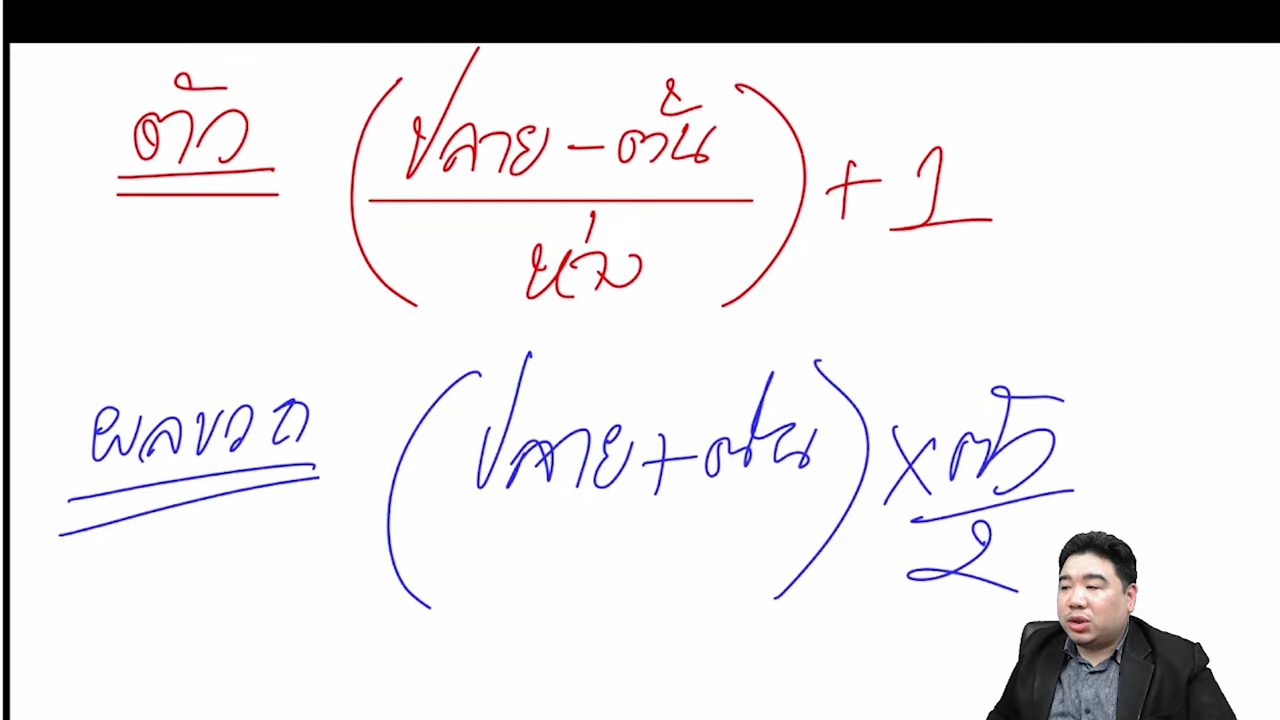 ตัว (ปลาย - ต้น / ห่าง) + 1
ผลบวก (ปลาย + ต้น) × ตัว / 2